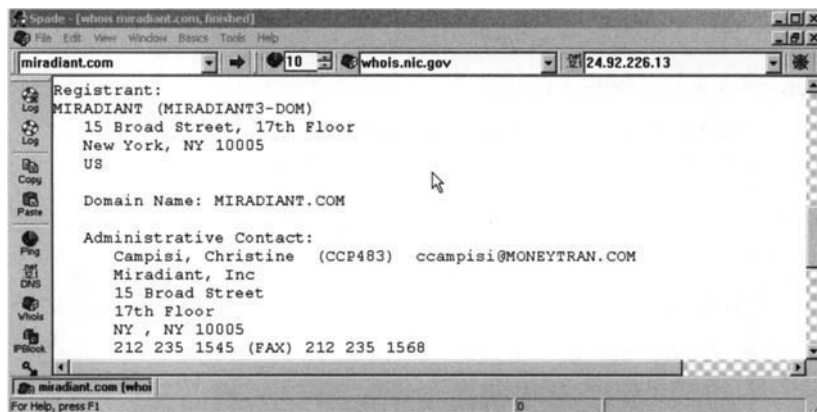 Spade - [whois miradiant.com, finished]
File Edit View Window Basics Tools Help
miradiant.com 10 whois.nic.gov 24.92.226.13
Log
Log
Copy
Paste
Ping
DNS
Whois
IPBlock
Registrant:
MIRADIANT (MIRADIANT3-DOM)
15 Broad Street, 17th Floor
New York, NY 10005
US
Domain Name: MIRADIANT.COM
Administrative Contact:
Campisi, Christine (CCP483) ccampisi@MONEYTRAN.COM
Miradiant, Inc
15 Broad Street
17th Floor
NY , NY 10005
212 235 1545 (FAX) 212 235 1568
miradiant.com (whoi
For Help, press F1 0